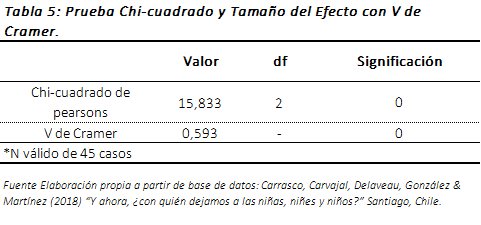 Tabla 5: Prueba Chi-cuadrado y Tamaño del Efecto con V de
Cramer.
Valor df Significación
Chi-cuadrado de
pearsons 15,833 2 0
V de Cramer 0,593 - 0
*N válido de 45 casos
Fuente Elaboración propia a partir de base de datos: Carrasco, Carvajal, Delaveau, González &
Martínez (2018) “Y ahora, ¿con quién dejamos a las niñas, niñes y niños?” Santiago, Chile.